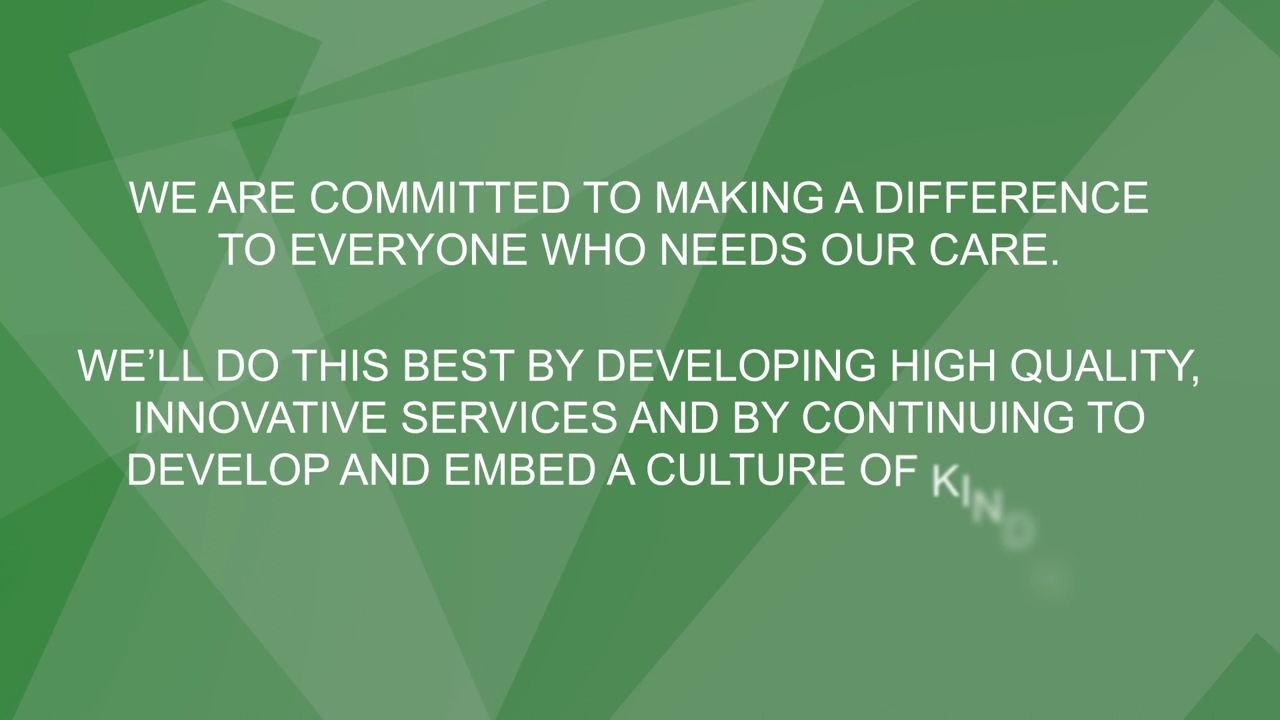 WE ARE COMMITTED TO MAKING A DIFFERENCE
TO EVERYONE WHO NEEDS OUR CARE.
WE’LL DO THIS BEST BY DEVELOPING HIGH QUALITY,
INNOVATIVE SERVICES AND BY CONTINUING TO
DEVELOP AND EMBED A CULTURE OF KIND